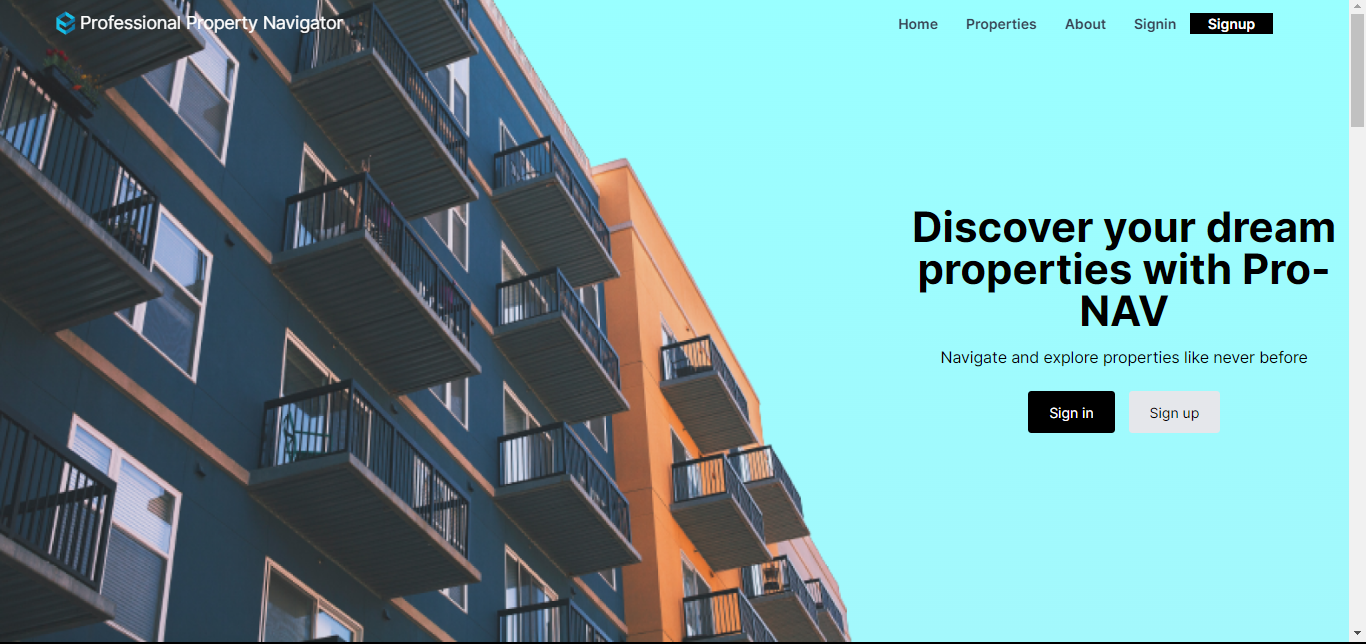 Professional Property Navigator
Home Properties About Signin Signup
Discover your dream
properties with Pro-
NAV
Navigate and explore properties like never before
Sign in Sign up